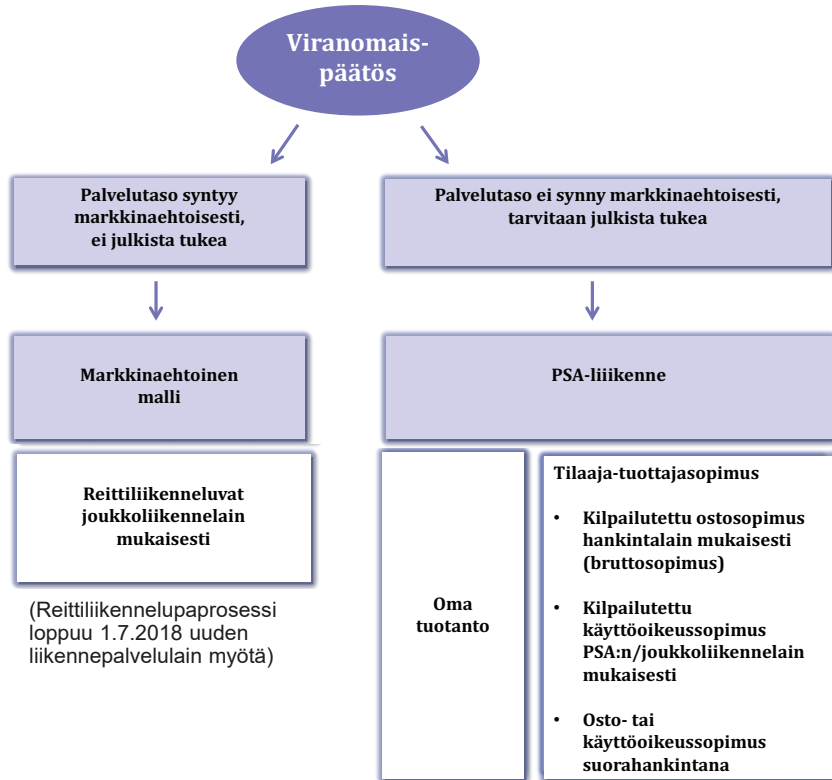 Viranomais-
päätös
Palvelutaso syntyy
markkinaehtoisesti,
ei julkista tukea
Palvelutaso ei synny markkinaehtoisesti,
tarvitaan julkista tukea
Markkinaehtoinen
malli
PSA-liiikenne
Reittiliikenneluvat
joukkoliikennelain
mukaisesti
(Reittiliikennelupaprosessi
loppuu 1.7.2018 uuden
liikennepalvelulain myötä)
Oma
tuotanto
Tilaaja-tuottajasopimus
• Kilpailutettu ostosopimus
hankintalain mukaisesti
(bruttosopimus)
• Kilpailutettu
käyttöoikeussopimus
PSA:n/joukkoliikennelain
mukaisesti
• Osto- tai
käyttöoikeussopimus
suorahankintana